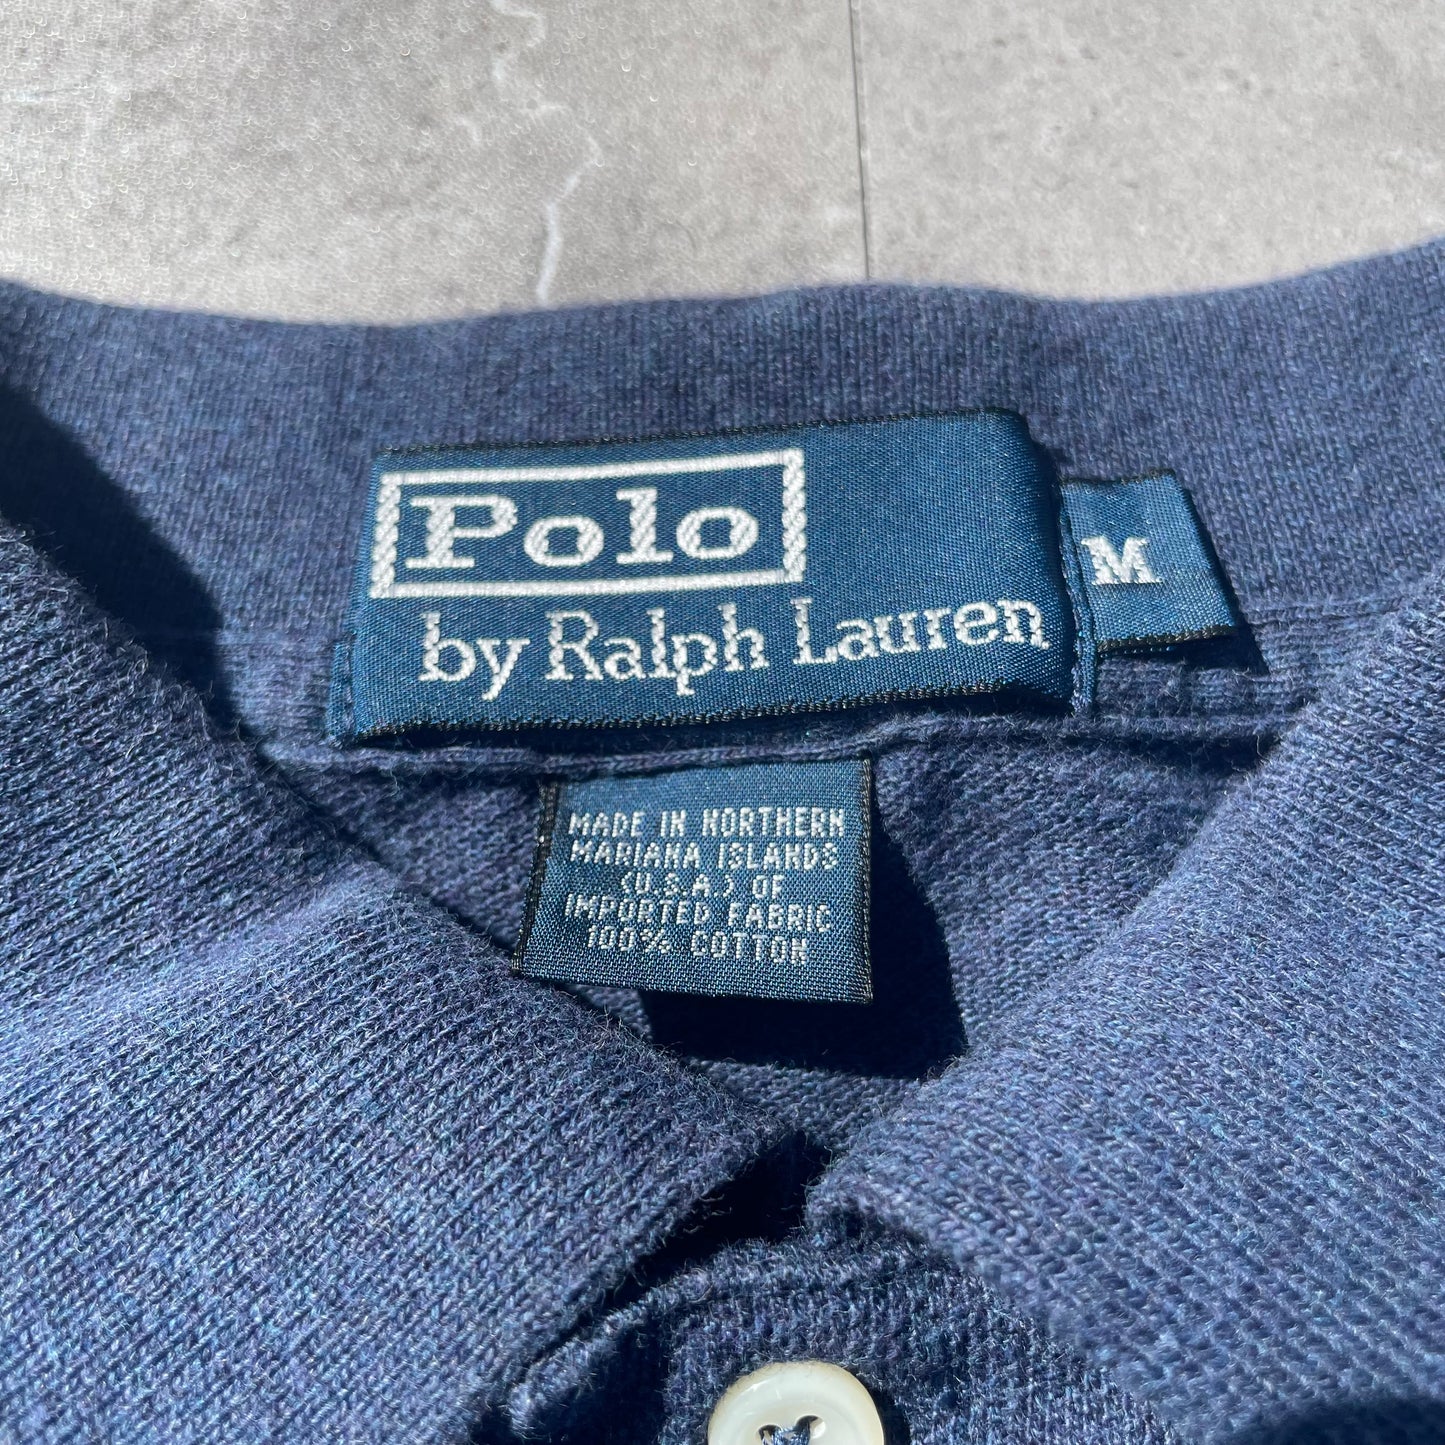 Polo
by Ralph Lauren
M
MADE IN NORTHERN
MARIANA ISLANDS
(U.S.A.) OF
IMPORTED FABRIC
100% COTTON